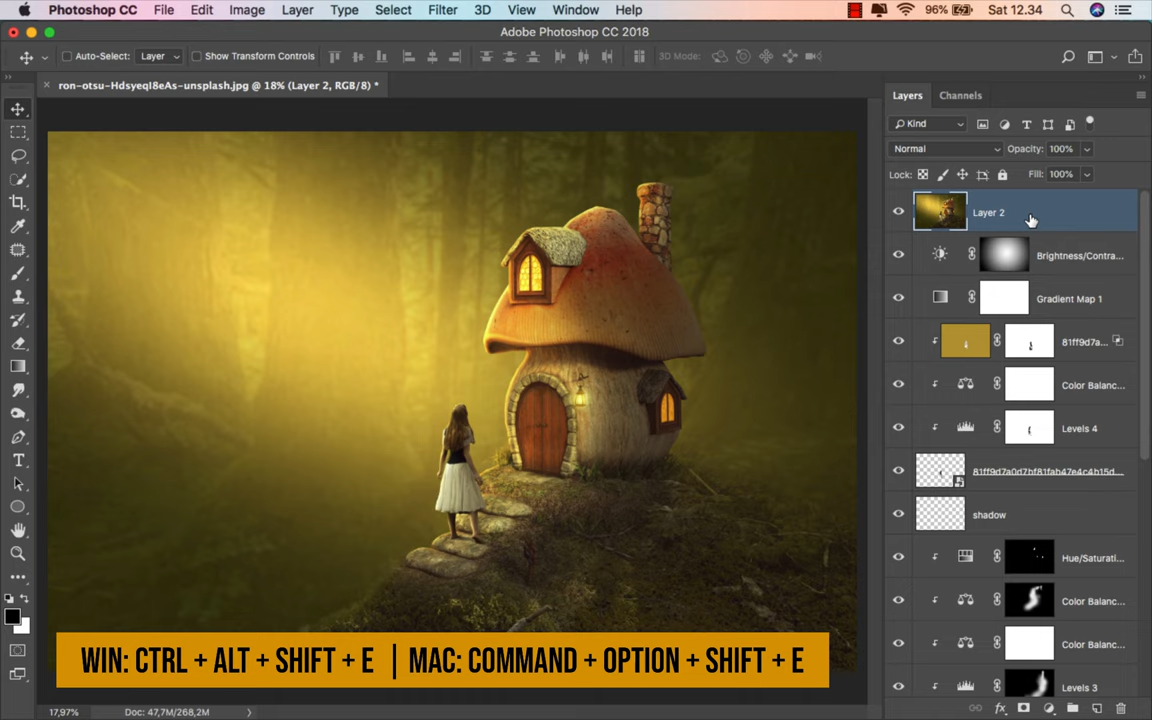 Photoshop CC File Edit Image Layer Type Select Filter 3D View Window Help 96% Sat 12.34
Adobe Photoshop CC 2018
Auto-Select: Layer Show Transform Controls 3D Mode:
ron-otsu-HdsyeqI8eAs-unsplash.jpg @ 18% (Layer 2, RGB/8) *
Layers Channels
Kind
Normal Opacity: 100%
Lock: Fill: 100%
Layer 2
Brightness/Contra...
Gradient Map 1
81ff9d7a...
Color Balanc...
Levels 4
81ff9d7a0d7bf81fab47e4c4b15d...
shadow
Hue/Saturati...
Color Balanc...
Color Balanc...
Levels 3
WIN: CTRL + ALT + SHIFT + E | MAC: COMMAND + OPTION + SHIFT + E
17,97% Doc: 47,7M/268,2M
fx